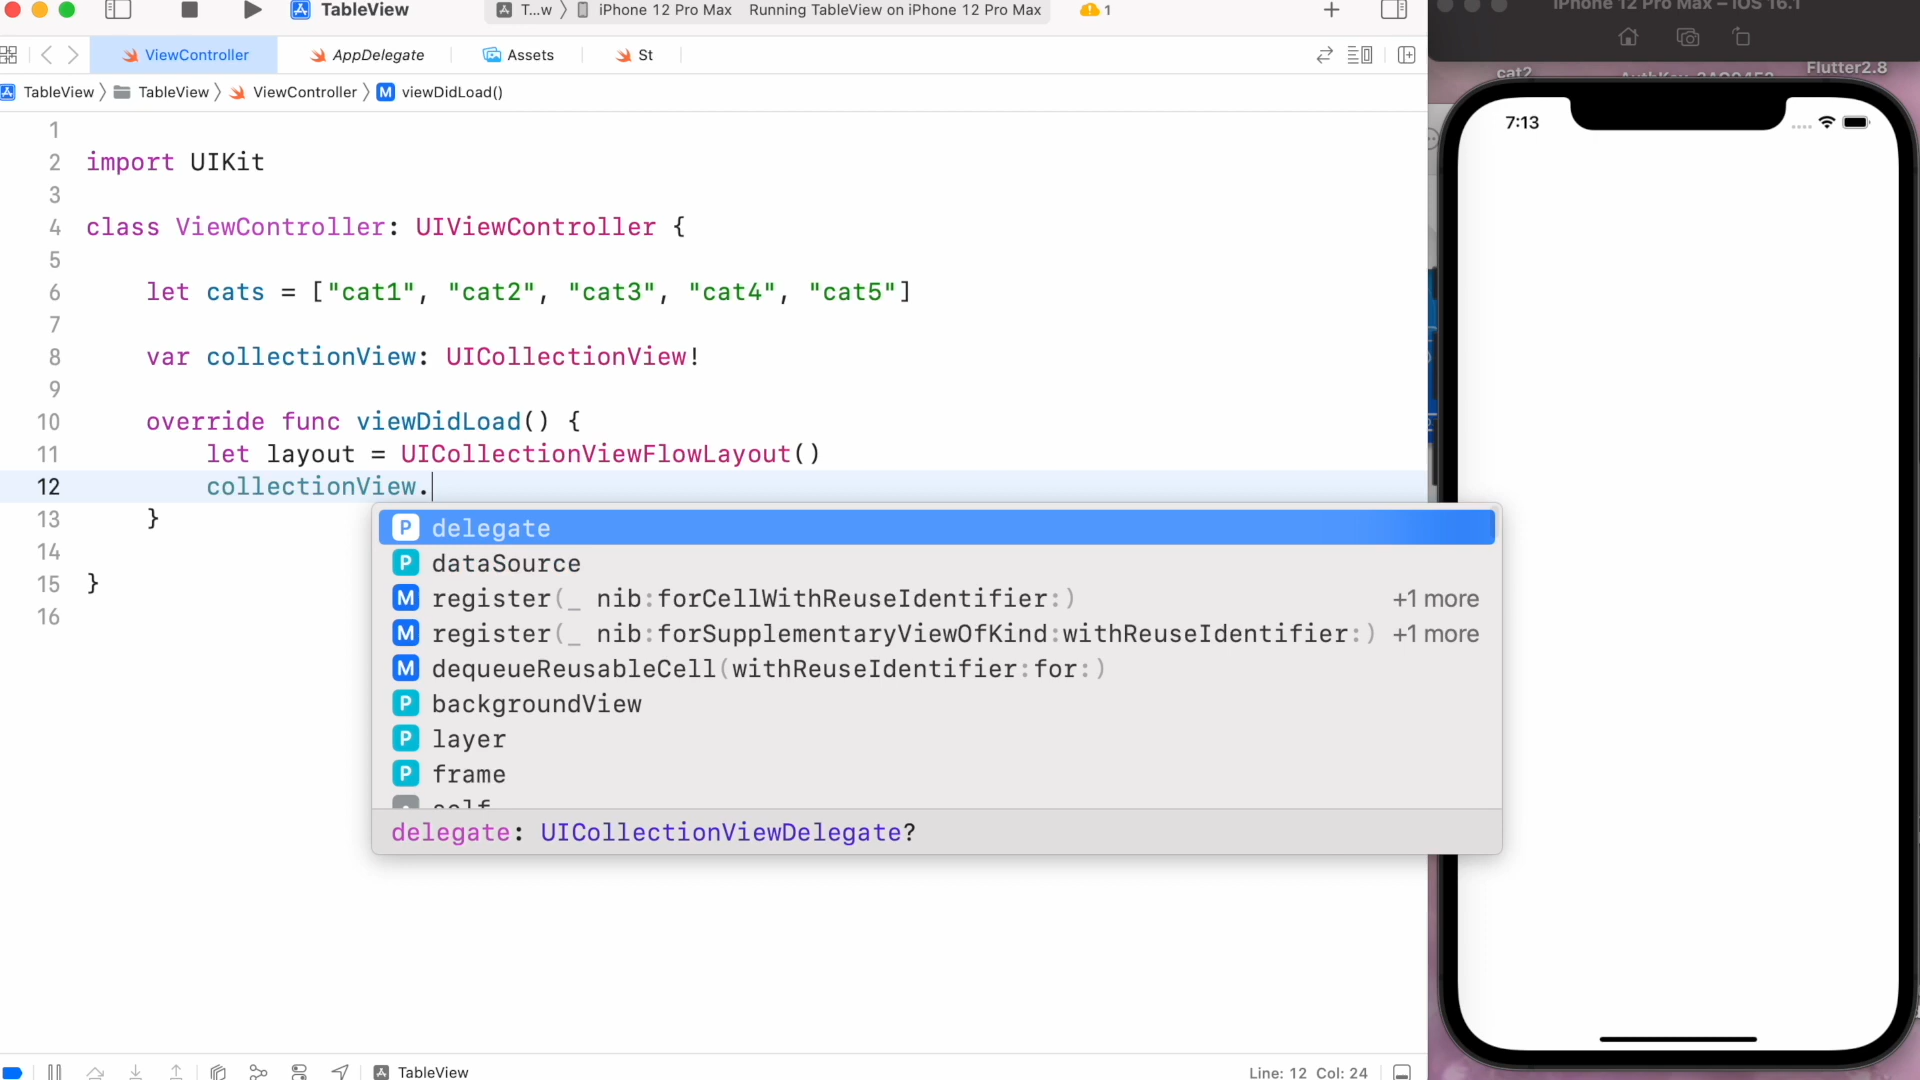 TableView
T...w
iPhone 12 Pro Max
Running TableView on iPhone 12 Pro Max
1
iPhone 12 Pro Max – iOS 16.1
ViewController
AppDelegate
Assets
St
cat2
Flutter2.8
TableView
TableView
ViewController
M
viewDidLoad()
7:13
1
2 import UIKit
3
4 class ViewController: UIViewController {
5
6 let cats = ["cat1", "cat2", "cat3", "cat4", "cat5"]
7
8 var collectionView: UICollectionView!
9
10 override func viewDidLoad() {
11 let layout = UICollectionViewFlowLayout()
12 collectionView.
13 }
14
15 }
16
P delegate
P dataSource
M register(_ nib:forCellWithReuseIdentifier:) +1 more
M register(_ nib:forSupplementaryViewOfKind:withReuseIdentifier:) +1 more
M dequeueReusableCell(withReuseIdentifier:for:)
P backgroundView
P layer
P frame
self
delegate: UICollectionViewDelegate?
TableView
Line: 12 Col: 24